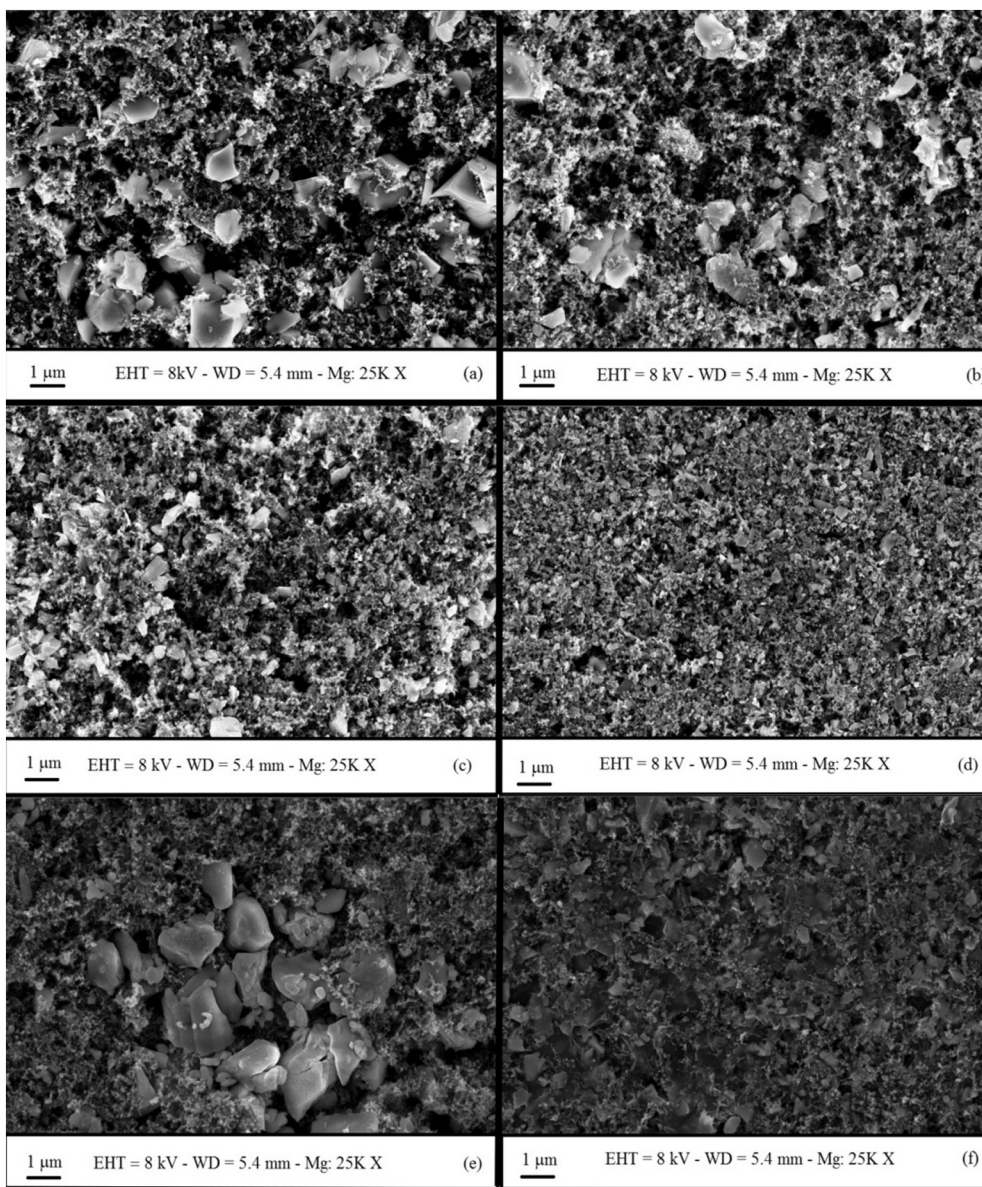 1 μm EHT = 8kV - WD = 5.4 mm - Mg: 25K X (a)
1 μm EHT = 8 kV - WD = 5.4 mm - Mg: 25K X (b)
1 μm EHT = 8 kV - WD = 5.4 mm - Mg: 25K X (c)
1 μm EHT = 8 kV - WD = 5.4 mm - Mg: 25K X (d)
1 μm EHT = 8 kV - WD = 5.4 mm - Mg: 25K X (e)
1 μm EHT = 8 kV - WD = 5.4 mm - Mg: 25K X (f)